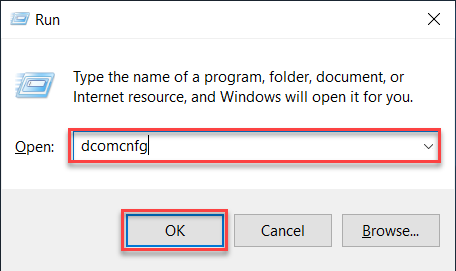 Run
Type the name of a program, folder, document, or
Internet resource, and Windows will open it for you.
Open: dcomcnfg
OK Cancel Browse...